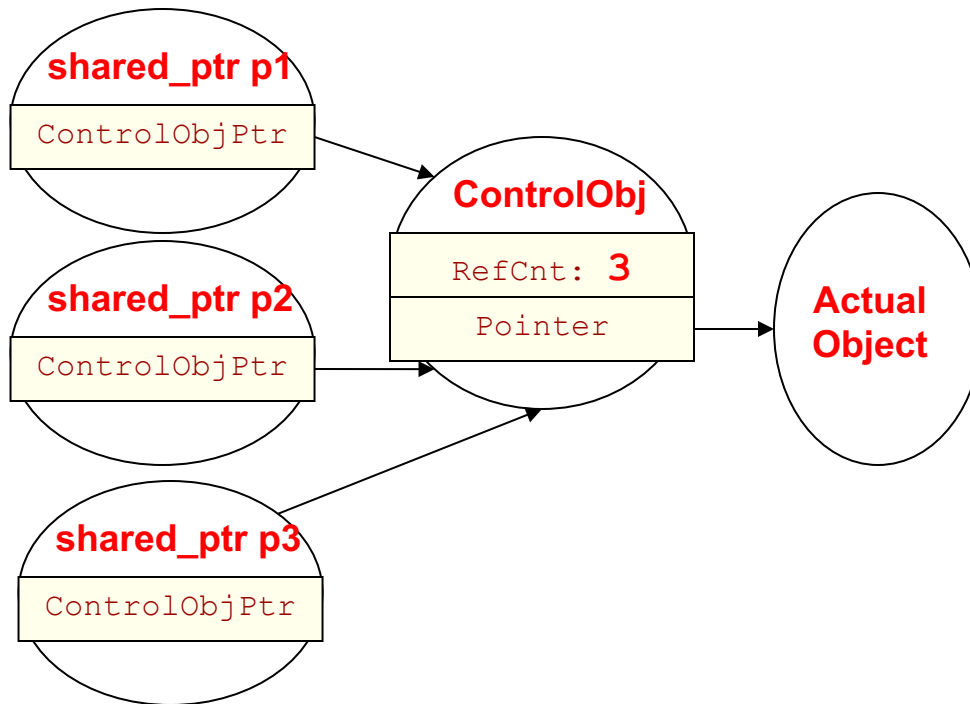 shared_ptr p1
ControlObjPtr
shared_ptr p2
ControlObjPtr
shared_ptr p3
ControlObjPtr
ControlObj
RefCnt: 3
Pointer
Actual
Object